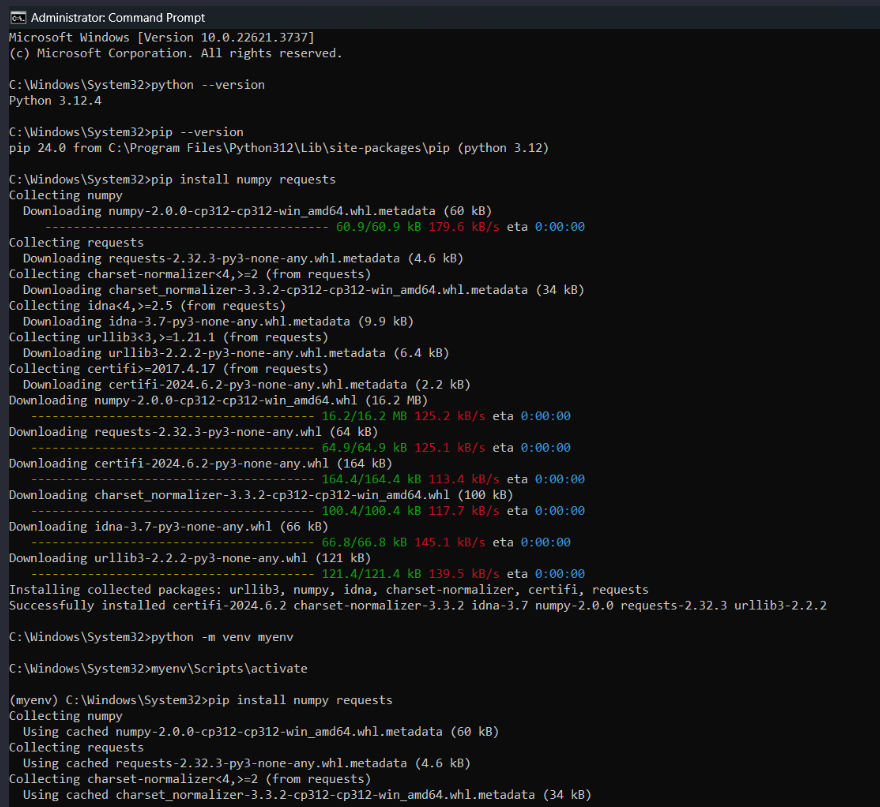 Administrator: Command Prompt
Microsoft Windows [Version 10.0.22621.3737]
(c) Microsoft Corporation. All rights reserved.
C:\Windows\System32>python --version
Python 3.12.4
C:\Windows\System32>pip --version
pip 24.0 from C:\Program Files\Python312\Lib\site-packages\pip (python 3.12)
C:\Windows\System32>pip install numpy requests
Collecting numpy
  Downloading numpy-2.0.0-cp312-cp312-win_amd64.whl.metadata (60 kB)
     ---------------------------------------- 60.9/60.9 kB 179.6 kB/s eta 0:00:00
Collecting requests
  Downloading requests-2.32.3-py3-none-any.whl.metadata (4.6 kB)
Collecting charset-normalizer<4,>=2 (from requests)
  Downloading charset_normalizer-3.3.2-cp312-cp312-win_amd64.whl.metadata (34 kB)
Collecting idna<4,>=2.5 (from requests)
  Downloading idna-3.7-py3-none-any.whl.metadata (9.9 kB)
Collecting urllib3<3,>=1.21.1 (from requests)
  Downloading urllib3-2.2.2-py3-none-any.whl.metadata (6.4 kB)
Collecting certifi>=2017.4.17 (from requests)
  Downloading certifi-2024.6.2-py3-none-any.whl.metadata (2.2 kB)
Downloading numpy-2.0.0-cp312-cp312-win_amd64.whl (16.2 MB)
   ---------------------------------------- 16.2/16.2 MB 125.2 kB/s eta 0:00:00
Downloading requests-2.32.3-py3-none-any.whl (64 kB)
   ---------------------------------------- 64.9/64.9 kB 125.1 kB/s eta 0:00:00
Downloading certifi-2024.6.2-py3-none-any.whl (164 kB)
   ---------------------------------------- 164.4/164.4 kB 113.4 kB/s eta 0:00:00
Downloading charset_normalizer-3.3.2-cp312-cp312-win_amd64.whl (100 kB)
   ---------------------------------------- 100.4/100.4 kB 117.7 kB/s eta 0:00:00
Downloading idna-3.7-py3-none-any.whl (66 kB)
   ---------------------------------------- 66.8/66.8 kB 145.1 kB/s eta 0:00:00
Downloading urllib3-2.2.2-py3-none-any.whl (121 kB)
   ---------------------------------------- 121.4/121.4 kB 139.5 kB/s eta 0:00:00
Installing collected packages: urllib3, numpy, idna, charset-normalizer, certifi, requests
Successfully installed certifi-2024.6.2 charset-normalizer-3.3.2 idna-3.7 numpy-2.0.0 requests-2.32.3 urllib3-2.2.2
C:\Windows\System32>python -m venv myenv
C:\Windows\System32>myenv\Scripts\activate
(myenv) C:\Windows\System32>pip install numpy requests
Collecting numpy
  Using cached numpy-2.0.0-cp312-cp312-win_amd64.whl.metadata (60 kB)
Collecting requests
  Using cached requests-2.32.3-py3-none-any.whl.metadata (4.6 kB)
Collecting charset-normalizer<4,>=2 (from requests)
  Using cached charset_normalizer-3.3.2-cp312-cp312-win_amd64.whl.metadata (34 kB)